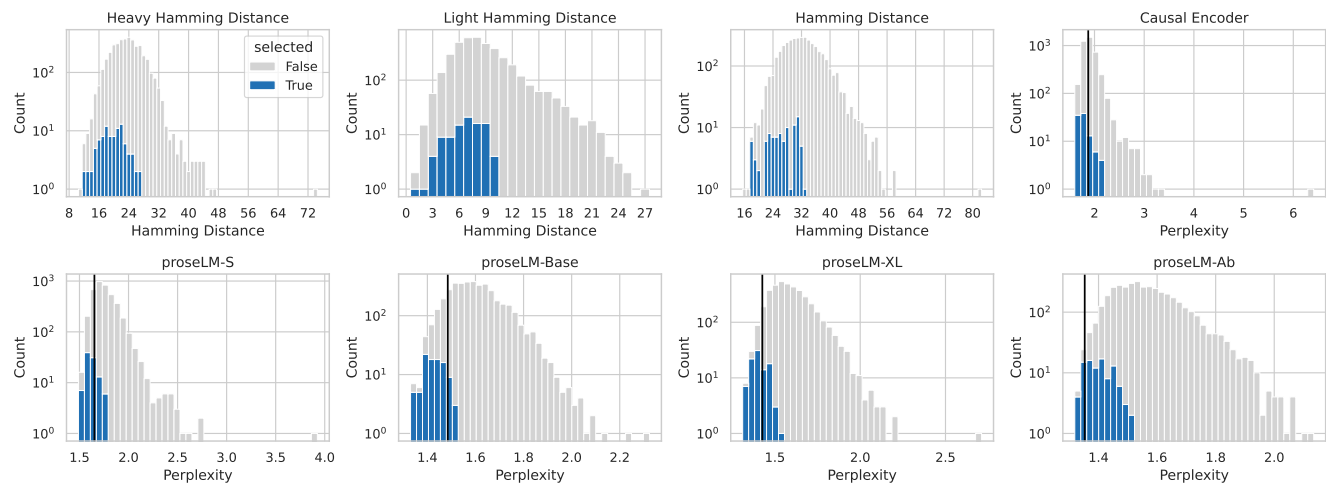 Heavy Hamming Distance
Count
10²
10¹
10⁰
8 16 24 32 40 48 56 64 72
Hamming Distance
selected
False
True
Light Hamming Distance
Count
10²
10¹
10⁰
0 3 6 9 12 15 18 21 24 27
Hamming Distance
Hamming Distance
Count
10²
10¹
10⁰
16 24 32 40 48 56 64 72 80
Hamming Distance
Causal Encoder
Count
10³
10²
10¹
10⁰
2 3 4 5 6
Perplexity
proseLM-S
Count
10³
10²
10¹
10⁰
1.5 2.0 2.5 3.0 3.5 4.0
Perplexity
proseLM-Base
Count
10²
10¹
10⁰
1.4 1.6 1.8 2.0 2.2
Perplexity
proseLM-XL
Count
10²
10¹
10⁰
1.5 2.0 2.5
Perplexity
proseLM-Ab
Count
10²
10¹
10⁰
1.4 1.6 1.8 2.0
Perplexity